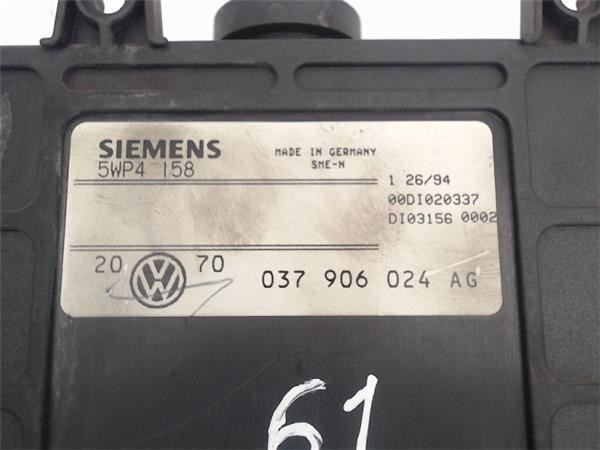 SIEMENS
5WP4 158
MADE IN GERMANY
SME-N
1 26/94
00DI020337
DI03156 0002
20 VW 70
037 906 024 AG
61